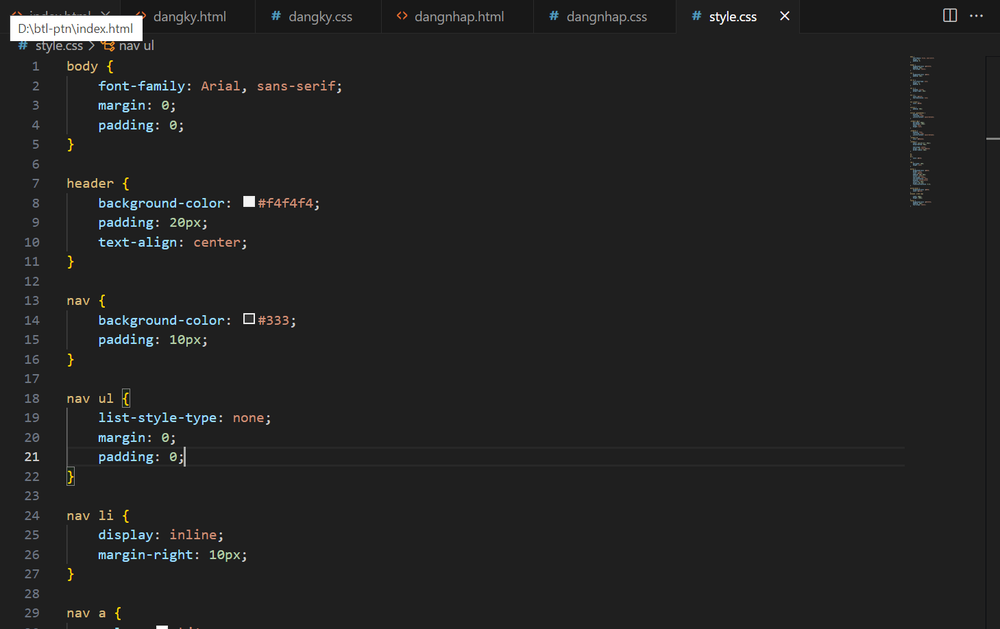 dangky.html
dangky.css
dangnhap.html
dangnhap.css
style.css
D:\btl-ptn\index.html
style.css > nav ul
1 body {
2 font-family: Arial, sans-serif;
3 margin: 0;
4 padding: 0;
5 }
6
7 header {
8 background-color: #f4f4f4;
9 padding: 20px;
10 text-align: center;
11 }
12
13 nav {
14 background-color: #333;
15 padding: 10px;
16 }
17
18 nav ul {
19 list-style-type: none;
20 margin: 0;
21 padding: 0;
22 }
23
24 nav li {
25 display: inline;
26 margin-right: 10px;
27 }
28
29 nav a {